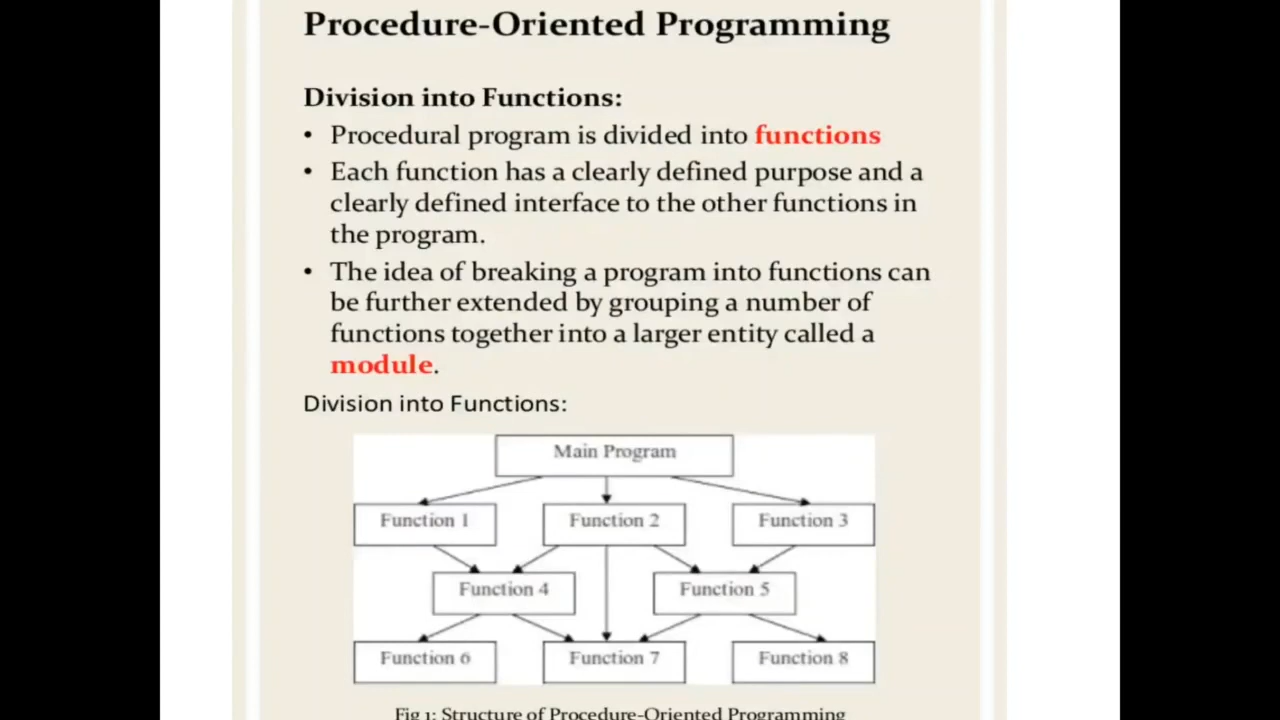 Procedure-Oriented Programming
Division into Functions:
• Procedural program is divided into functions
• Each function has a clearly defined purpose and a
clearly defined interface to the other functions in
the program.
• The idea of breaking a program into functions can
be further extended by grouping a number of
functions together into a larger entity called a
module.
Division into Functions:
Main Program
Function 1
Function 2
Function 3
Function 4
Function 5
Function 6
Function 7
Function 8
Fig 1: Structure of Procedure-Oriented Programming